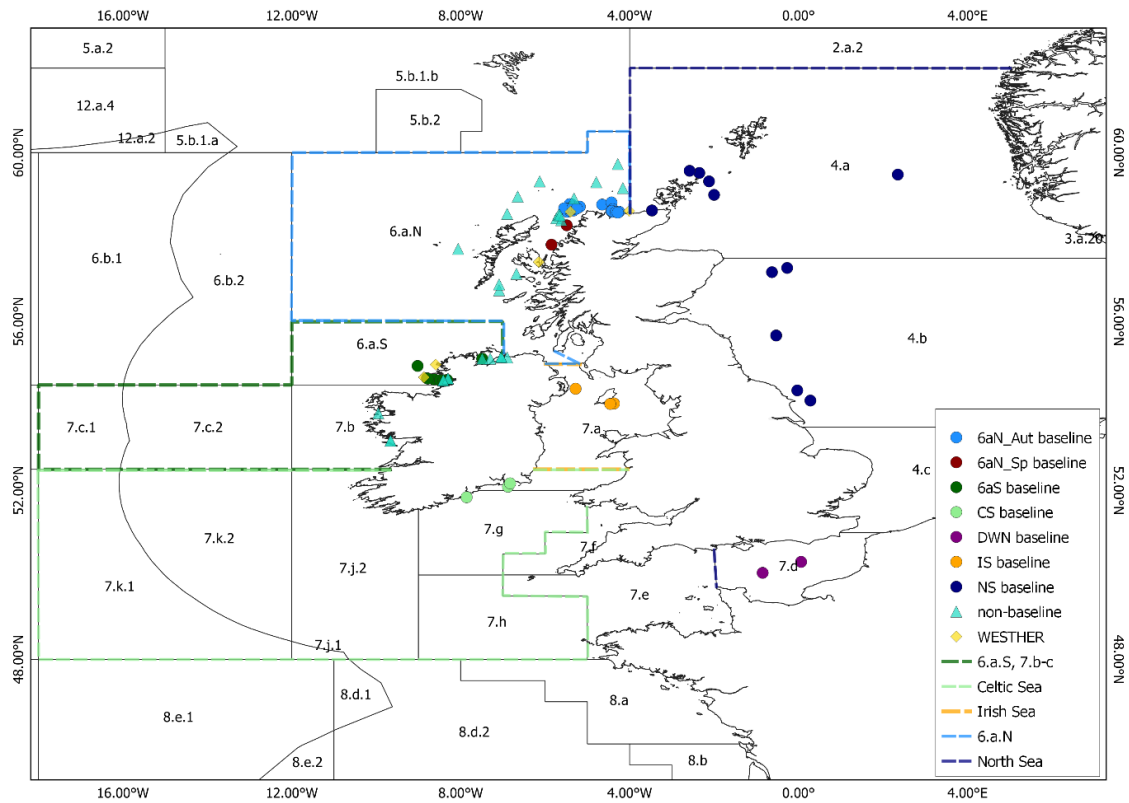 16.00°W 12.00°W 8.00°W 4.00°W 0.00° 4.00°E
5.a.2
2.a.2
5.b.1.b
12.a.4
5.b.2
12.a.2
5.b.1.a
60.00°N
60.00°N
4.a
6.a.N
3.a.20
6.b.1
6.b.2
56.00°N
56.00°N
6.a.S
4.b
7.c.1
7.c.2
7.b
7.a
4.c
52.00°N
52.00°N
7.g
7.f
7.k.2
7.j.2
7.d
7.k.1
7.e
7.h
7.j.1
48.00°N
48.00°N
8.d.1
8.a
8.e.1
8.d.2
8.e.2
8.b
6aN_Aut baseline
6aN_Sp baseline
6aS baseline
CS baseline
DWN baseline
IS baseline
NS baseline
non-baseline
WESTHER
6.a.S, 7.b-c
Celtic Sea
Irish Sea
6.a.N
North Sea
16.00°W 12.00°W 8.00°W 4.00°W 0.00° 4.00°E